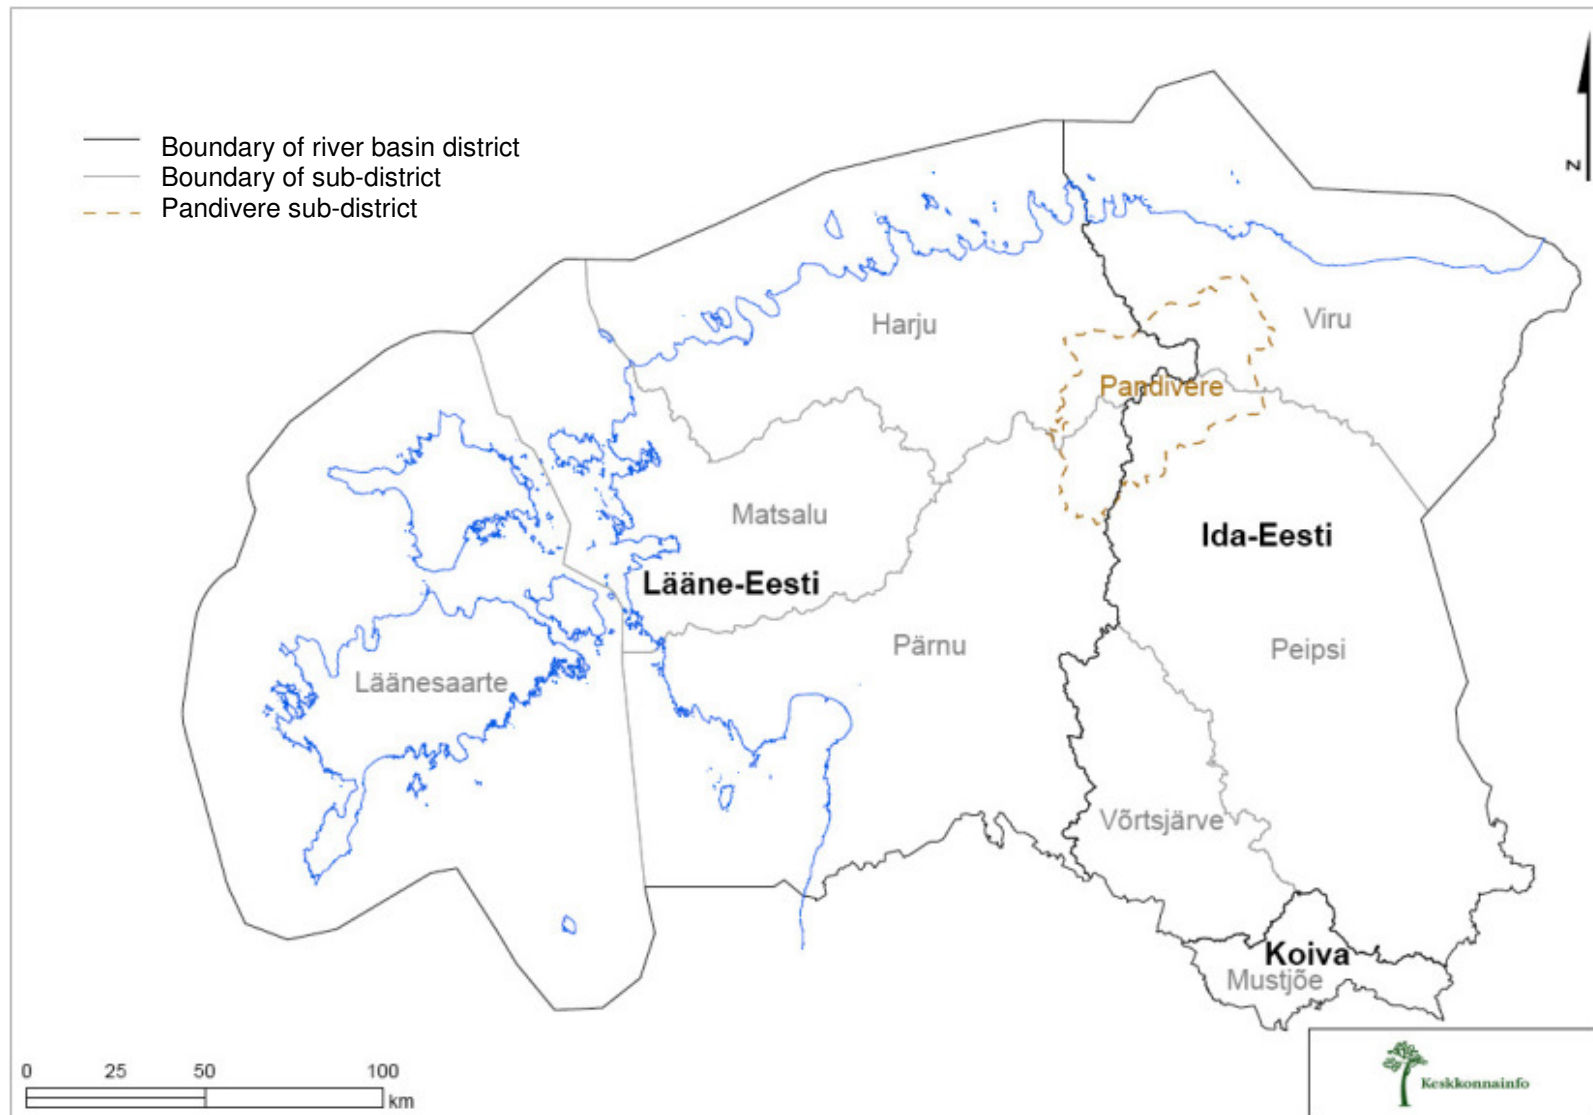 Boundary of river basin district
Boundary of sub-district
Pandivere sub-district
z
Harju
Viru
Pandivere
Matsalu
Ida-Eesti
Lääne-Eesti
Pärnu
Peipsi
Läänesaarte
Võrtsjärve
Koiva
Mustjõe
0 25 50 100
km
Keskkonnainfo